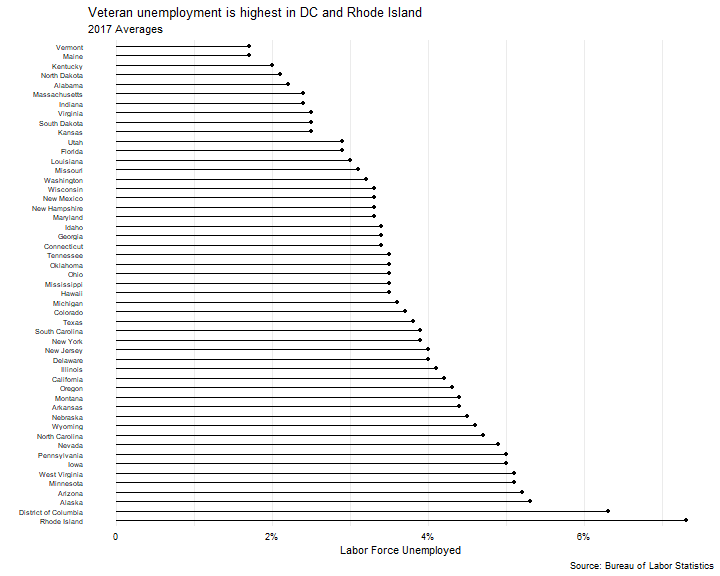 Veteran unemployment is highest in DC and Rhode Island
2017 Averages
Vermont
Maine
Kentucky
North Dakota
Alabama
Massachusetts
Indiana
Virginia
South Dakota
Kansas
Utah
Florida
Louisiana
Missouri
Washington
Wisconsin
New Mexico
New Hampshire
Maryland
Idaho
Georgia
Connecticut
Tennessee
Oklahoma
Ohio
Mississippi
Hawaii
Michigan
Colorado
Texas
South Carolina
New York
New Jersey
Delaware
Illinois
California
Oregon
Montana
Arkansas
Nebraska
Wyoming
North Carolina
Nevada
Pennsylvania
Iowa
West Virginia
Minnesota
Arizona
Alaska
District of Columbia
Rhode Island
0 2% 4% 6%
Labor Force Unemployed
Source: Bureau of Labor Statistics